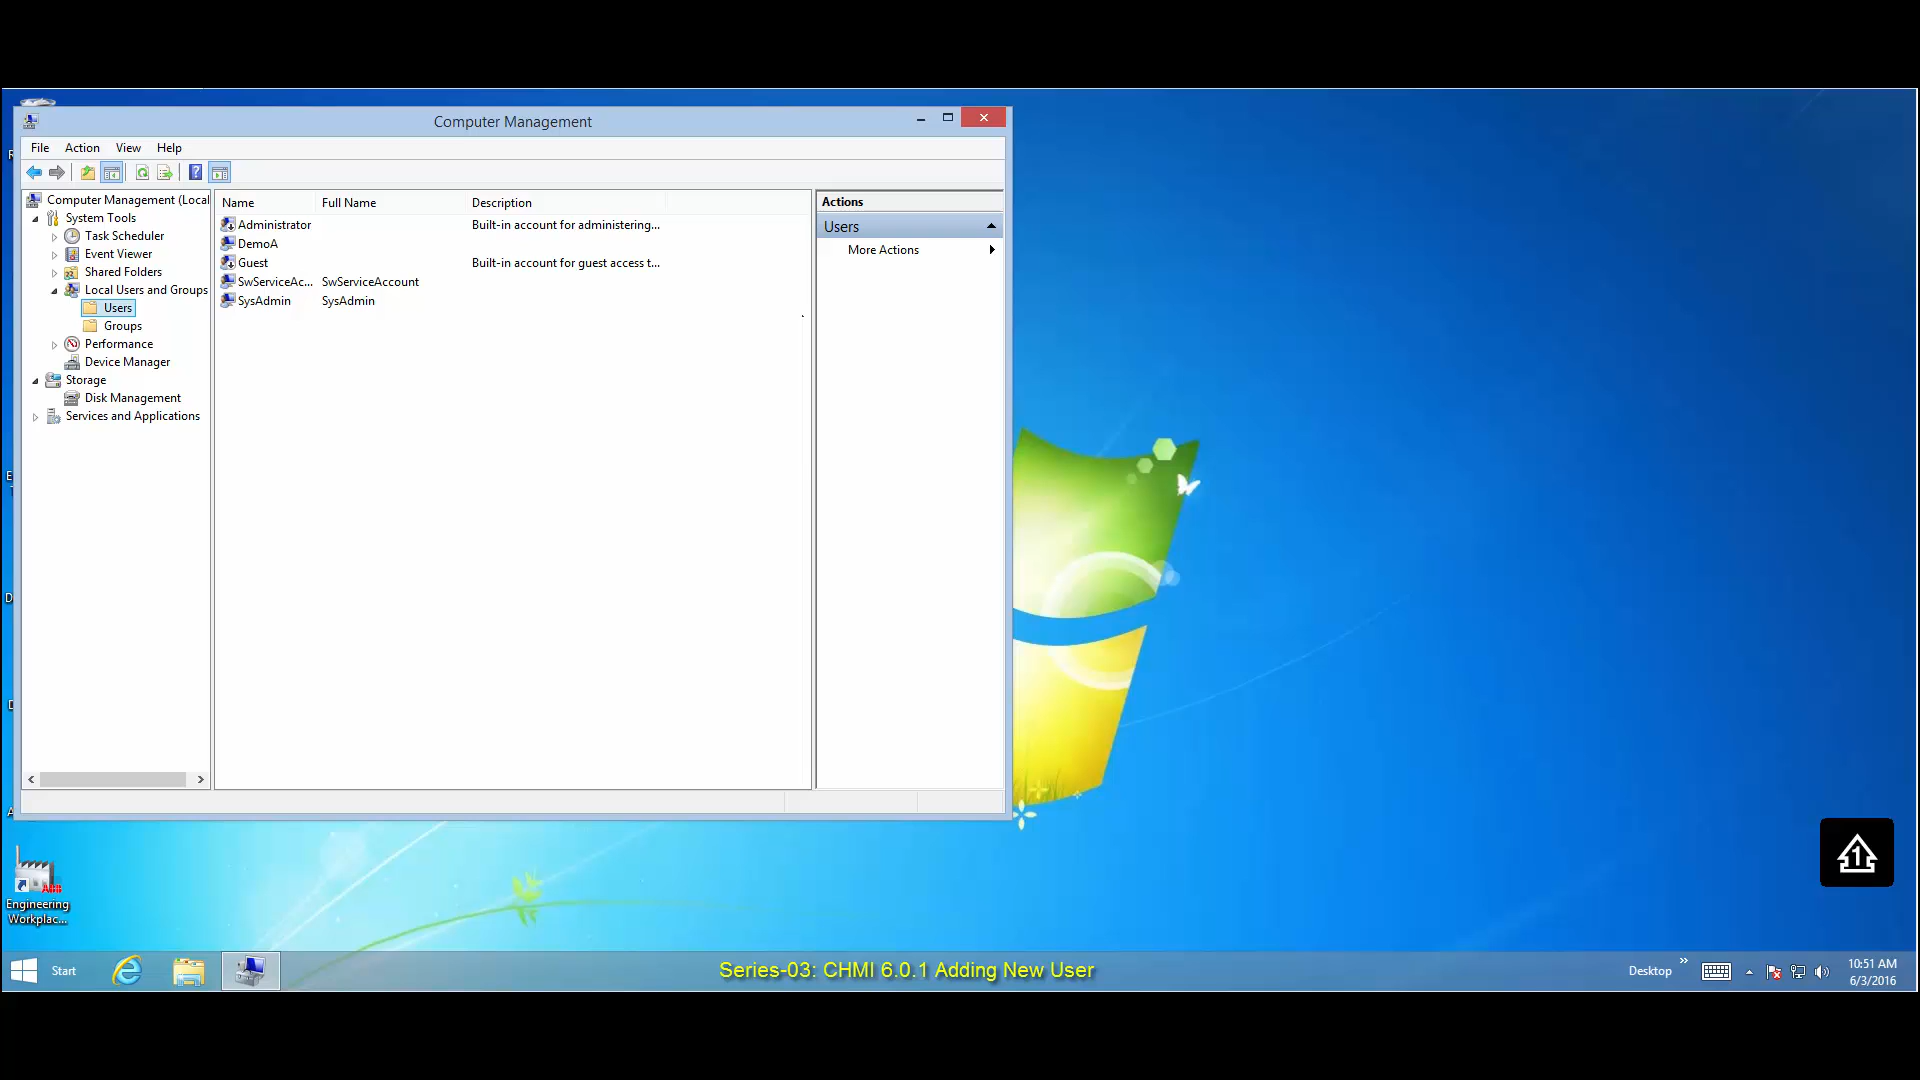 Computer Management
File Action View Help
Computer Management (Local
System Tools
Task Scheduler
Event Viewer
Shared Folders
Local Users and Groups
Users
Groups
Performance
Device Manager
Storage
Disk Management
Services and Applications
Name Full Name Description
Administrator Built-in account for administering...
DemoA
Guest Built-in account for guest access t...
SwServiceAc... SwServiceAccount
SysAdmin SysAdmin
Actions
Users
More Actions
1
ABB
Engineering
Workplac...
Start
Series-03: CHMI 6.0.1 Adding New User
Desktop
10:51 AM
6/3/2016